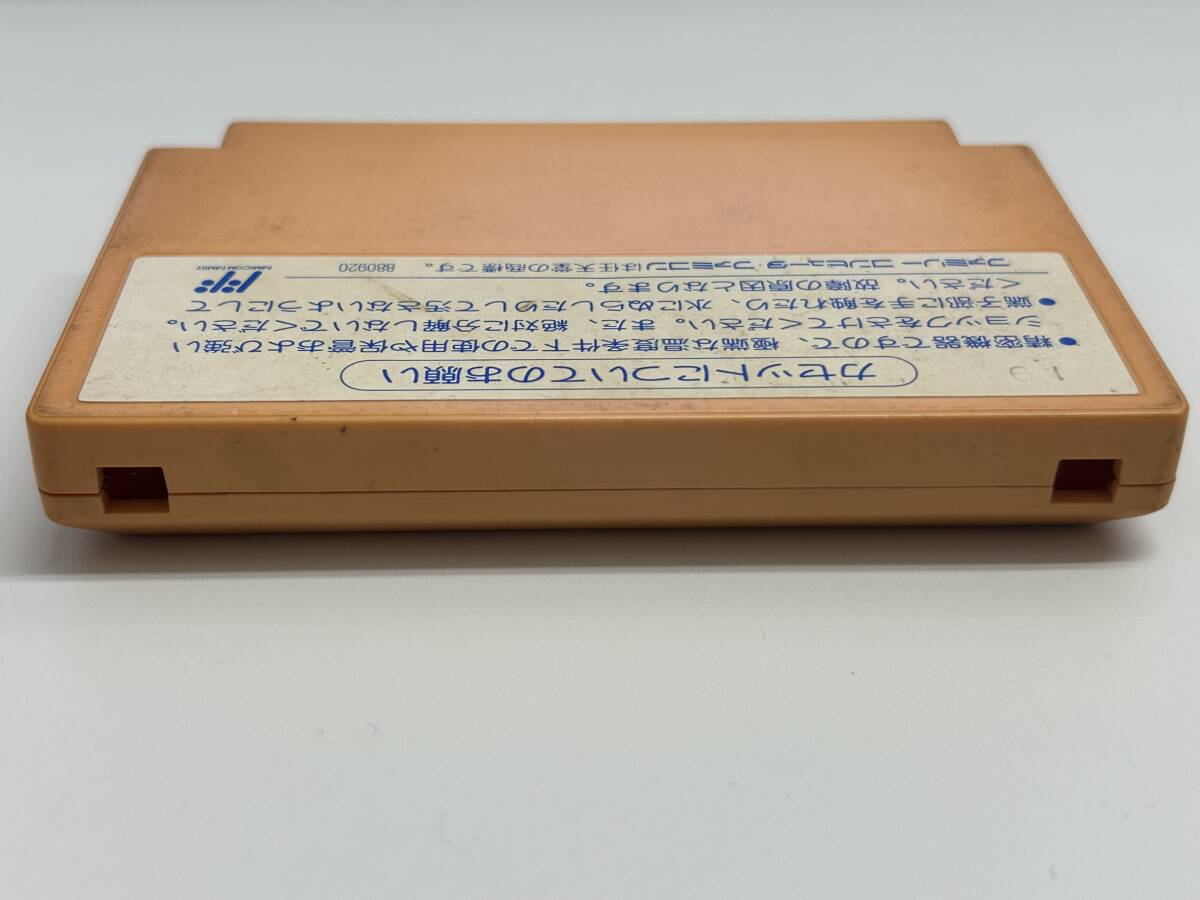 カセットについてのお願い
●精密機器ですので、極端な温度条件下での使用や保管および強い
ショックをさけてください。また、絶対に分解しないでください。
●端子部に手を触れたり、水にぬらしたりして汚さないようにして
ください。故障の原因となります。
ファミリーコンピュータ・ファミコンは任天堂の商標です。 880920
FAMICOM FAMILY